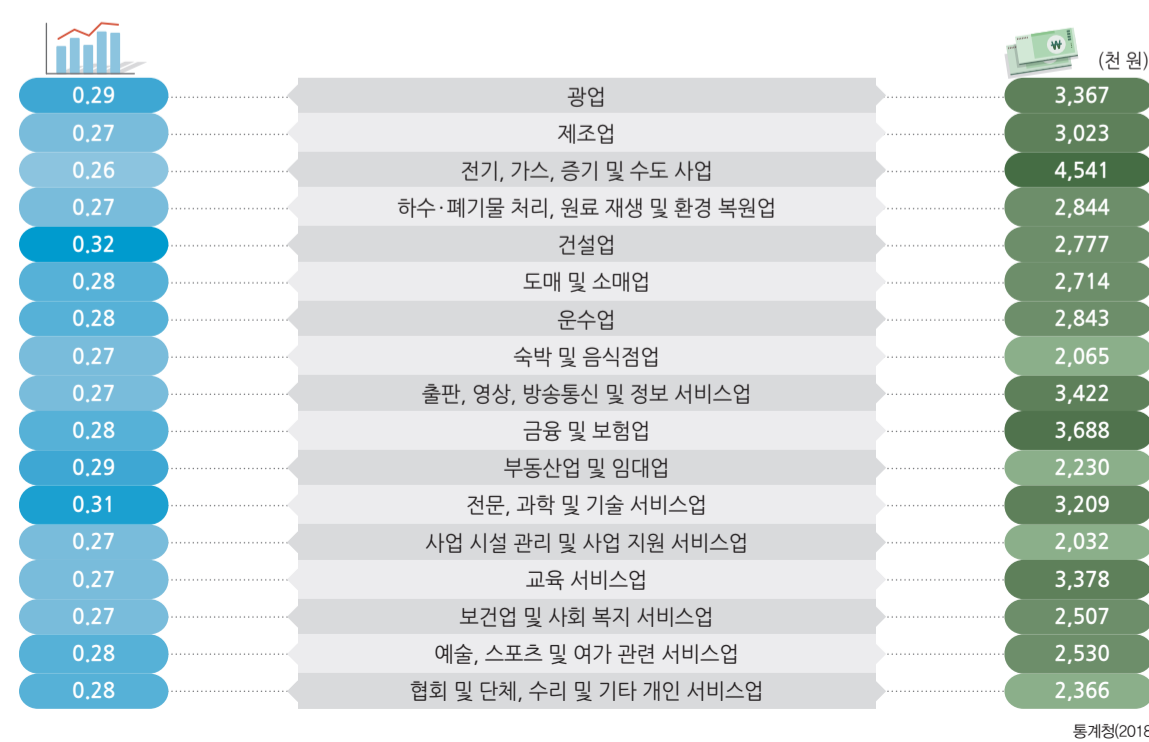 (천 원)
0.29 광업 3,367
0.27 제조업 3,023
0.26 전기, 가스, 증기 및 수도 사업 4,541
0.27 하수·폐기물 처리, 원료 재생 및 환경 복원업 2,844
0.32 건설업 2,777
0.28 도매 및 소매업 2,714
0.28 운수업 2,843
0.27 숙박 및 음식점업 2,065
0.27 출판, 영상, 방송통신 및 정보 서비스업 3,422
0.28 금융 및 보험업 3,688
0.29 부동산업 및 임대업 2,230
0.31 전문, 과학 및 기술 서비스업 3,209
0.27 사업 시설 관리 및 사업 지원 서비스업 2,032
0.27 교육 서비스업 3,378
0.27 보건업 및 사회 복지 서비스업 2,507
0.28 예술, 스포츠 및 여가 관련 서비스업 2,530
0.28 협회 및 단체, 수리 및 기타 개인 서비스업 2,366
통계청(2018